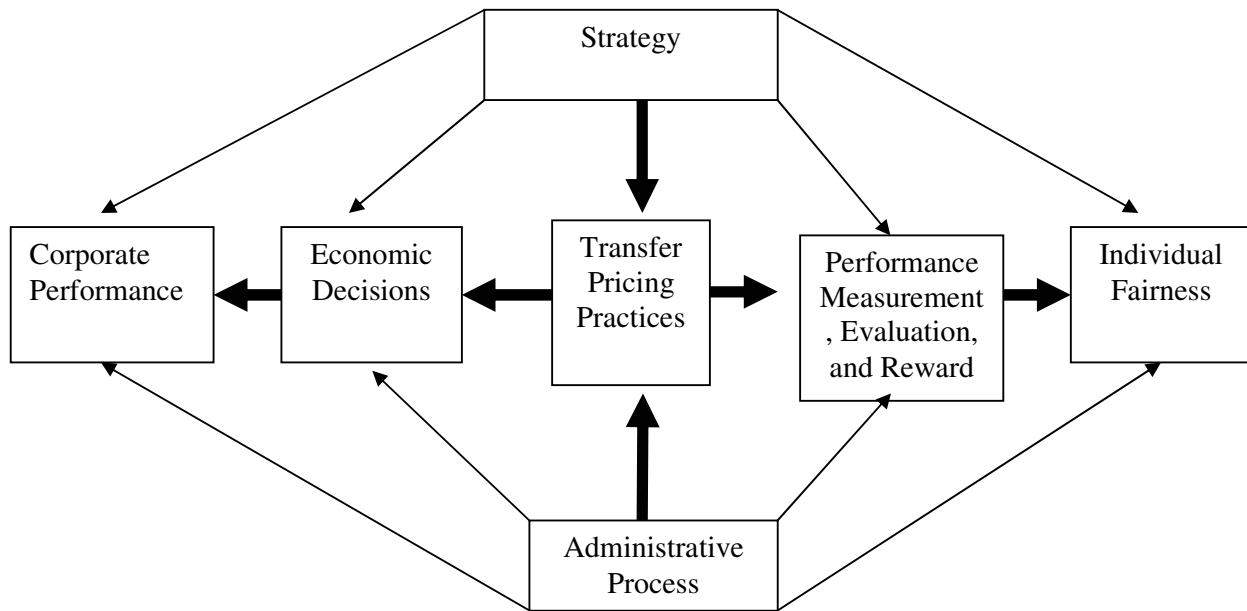 Strategy
Corporate
Performance
Economic
Decisions
Transfer
Pricing
Practices
Performance
Measurement
, Evaluation,
and Reward
Individual
Fairness
Administrative
Process